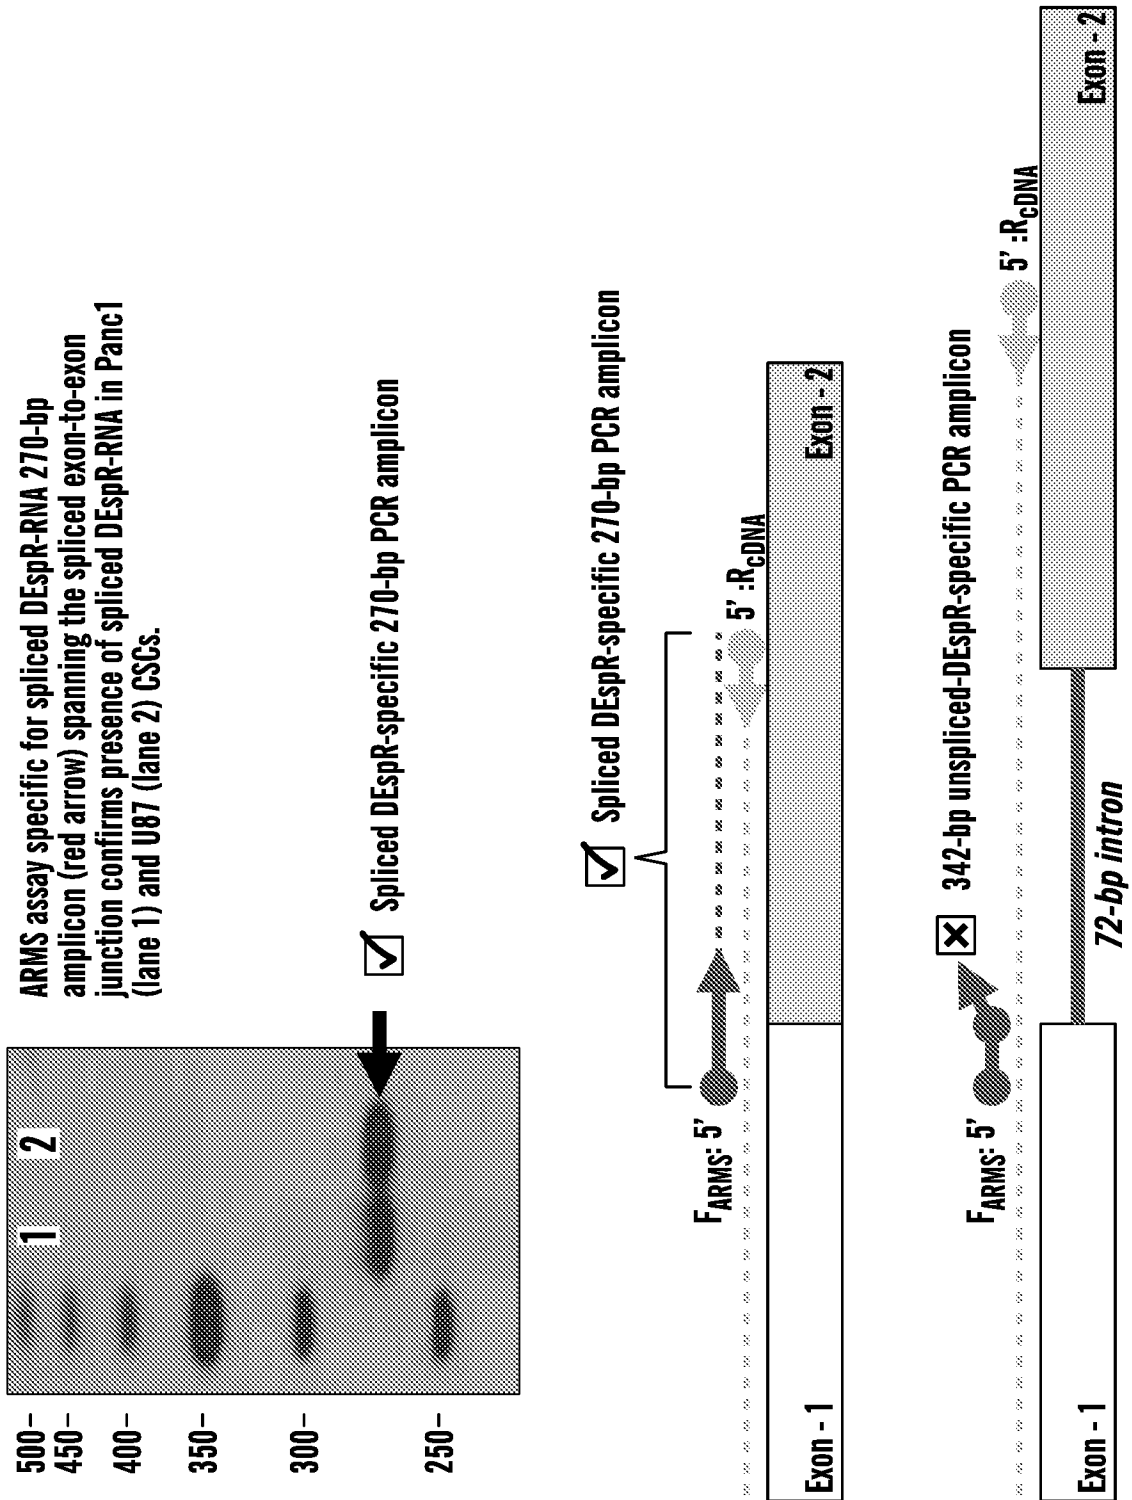 500-
450-
400-
350-
300-
250-
1 2
ARMS assay specific for spliced DEspR-RNA 270-bp
amplicon (red arrow) spanning the spliced exon-to-exon
junction confirms presence of spliced DEspR-RNA in Panc1
(lane 1) and U87 (lane 2) CSCs.
Spliced DEspR-specific 270-bp PCR amplicon
Spliced DEspR-specific 270-bp PCR amplicon
FARMS: 5'
5' :RcDNA
Exon - 1
Exon - 2
342-bp unspliced-DEspR-specific PCR amplicon
FARMS: 5'
5' :RcDNA
Exon - 1
72-bp intron
Exon - 2